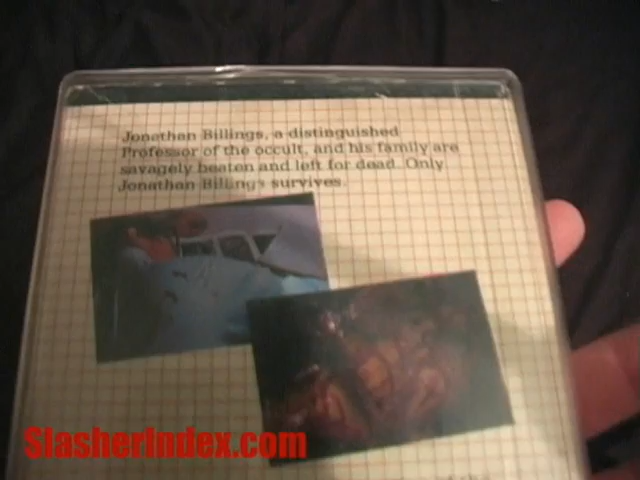 Jonathan Billings, a distinguished
Professor of the occult, and his family are
savagely beaten and left for dead. Only
Jonathan Billings survives.
SlasherIndex.com